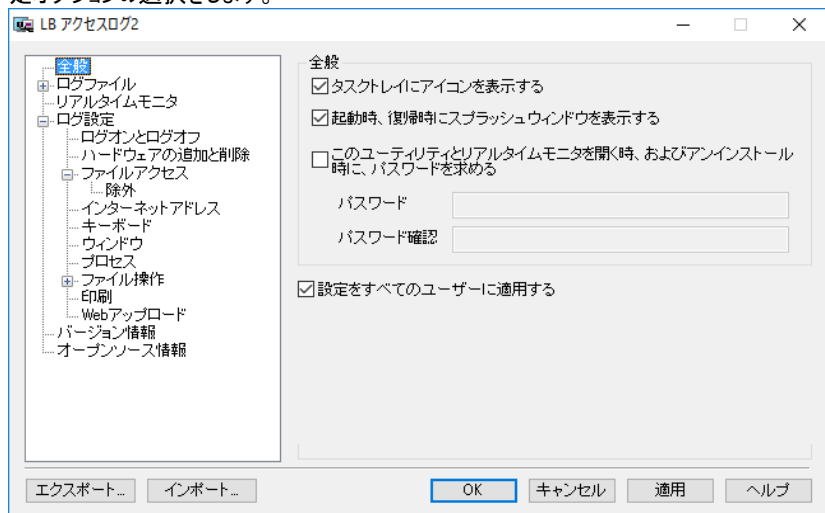 LB アクセスログ2
全般
ログファイル
リアルタイムモニタ
ログ設定
ログオンとログオフ
ハードウェアの追加と削除
ファイルアクセス
除外
インターネットアドレス
キーボード
ウィンドウ
プロセス
ファイル操作
印刷
Webアップロード
バージョン情報
オープンソース情報
全般
タスクトレイにアイコンを表示する
起動時、復帰時にスプラッシュウィンドウを表示する
このユーティリティとリアルタイムモニタを開く時、およびアンインストール
時に、パスワードを求める
パスワード
パスワード確認
設定をすべてのユーザーに適用する
エクスポート... インポート... OK キャンセル 適用 ヘルプ